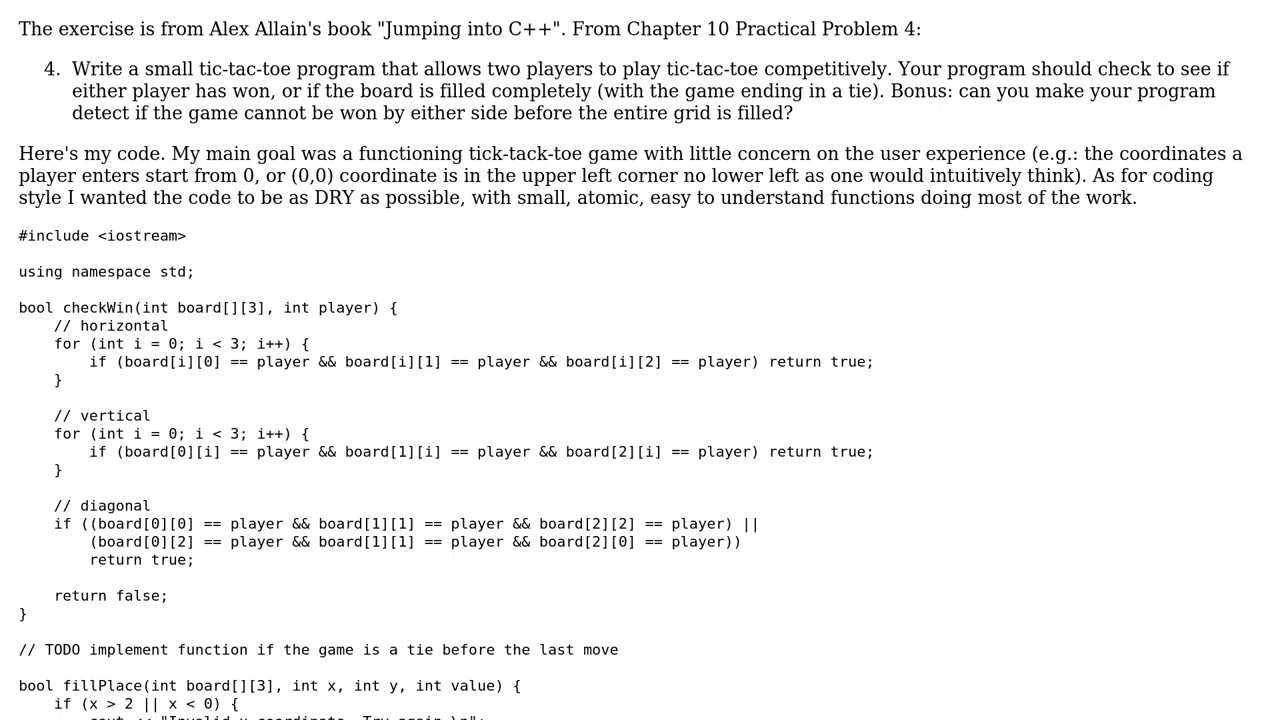 The exercise is from Alex Allain's book "Jumping into C++". From Chapter 10 Practical Problem 4:
4. Write a small tic-tac-toe program that allows two players to play tic-tac-toe competitively. Your program should check to see if
either player has won, or if the board is filled completely (with the game ending in a tie). Bonus: can you make your program
detect if the game cannot be won by either side before the entire grid is filled?
Here's my code. My main goal was a functioning tick-tack-toe game with little concern on the user experience (e.g.: the coordinates a
player enters start from 0, or (0,0) coordinate is in the upper left corner no lower left as one would intuitively think). As for coding
style I wanted the code to be as DRY as possible, with small, atomic, easy to understand functions doing most of the work.
#include <iostream>
using namespace std;
bool checkWin(int board[][3], int player) {
    // horizontal
    for (int i = 0; i < 3; i++) {
        if (board[i][0] == player && board[i][1] == player && board[i][2] == player) return true;
    }
    // vertical
    for (int i = 0; i < 3; i++) {
        if (board[0][i] == player && board[1][i] == player && board[2][i] == player) return true;
    }
    // diagonal
    if ((board[0][0] == player && board[1][1] == player && board[2][2] == player) ||
        (board[0][2] == player && board[1][1] == player && board[2][0] == player))
        return true;
    return false;
}
// TODO implement function if the game is a tie before the last move
bool fillPlace(int board[][3], int x, int y, int value) {
    if (x > 2 || x < 0) {
        cout << "Invalid x coordinate. Try again.\n";